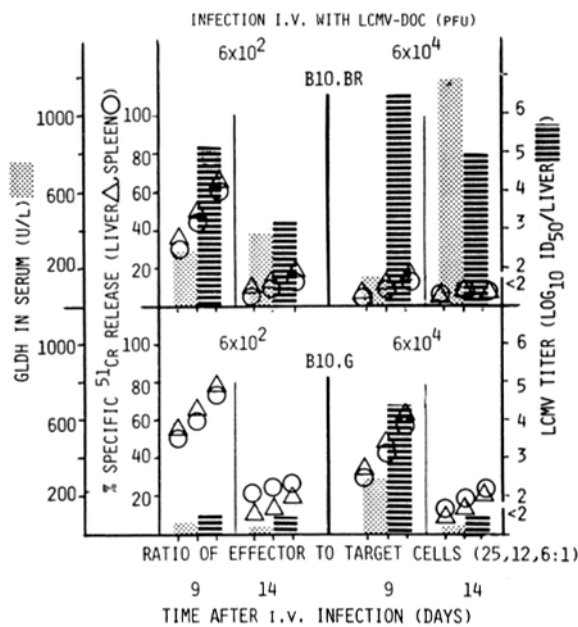 INFECTION I.V. WITH LCMV-DOC (PFU)
6x10² 6x10⁴
B10.BR
1000
600
200
100
80
60
40
20
6
5
4
3
2
<2
6x10² 6x10⁴
B10.G
1000
600
200
100
80
60
40
20
5
4
3
2
<2
GLDH IN SERUM (U/L)
% SPECIFIC ⁵¹CR RELEASE (LIVER△,SPLEEN○)
LCMV TITER (LOG₁₀ ID₅₀/LIVER)
RATIO OF EFFECTOR TO TARGET CELLS (25,12,6:1)
9 14 9 14
TIME AFTER I.V. INFECTION (DAYS)